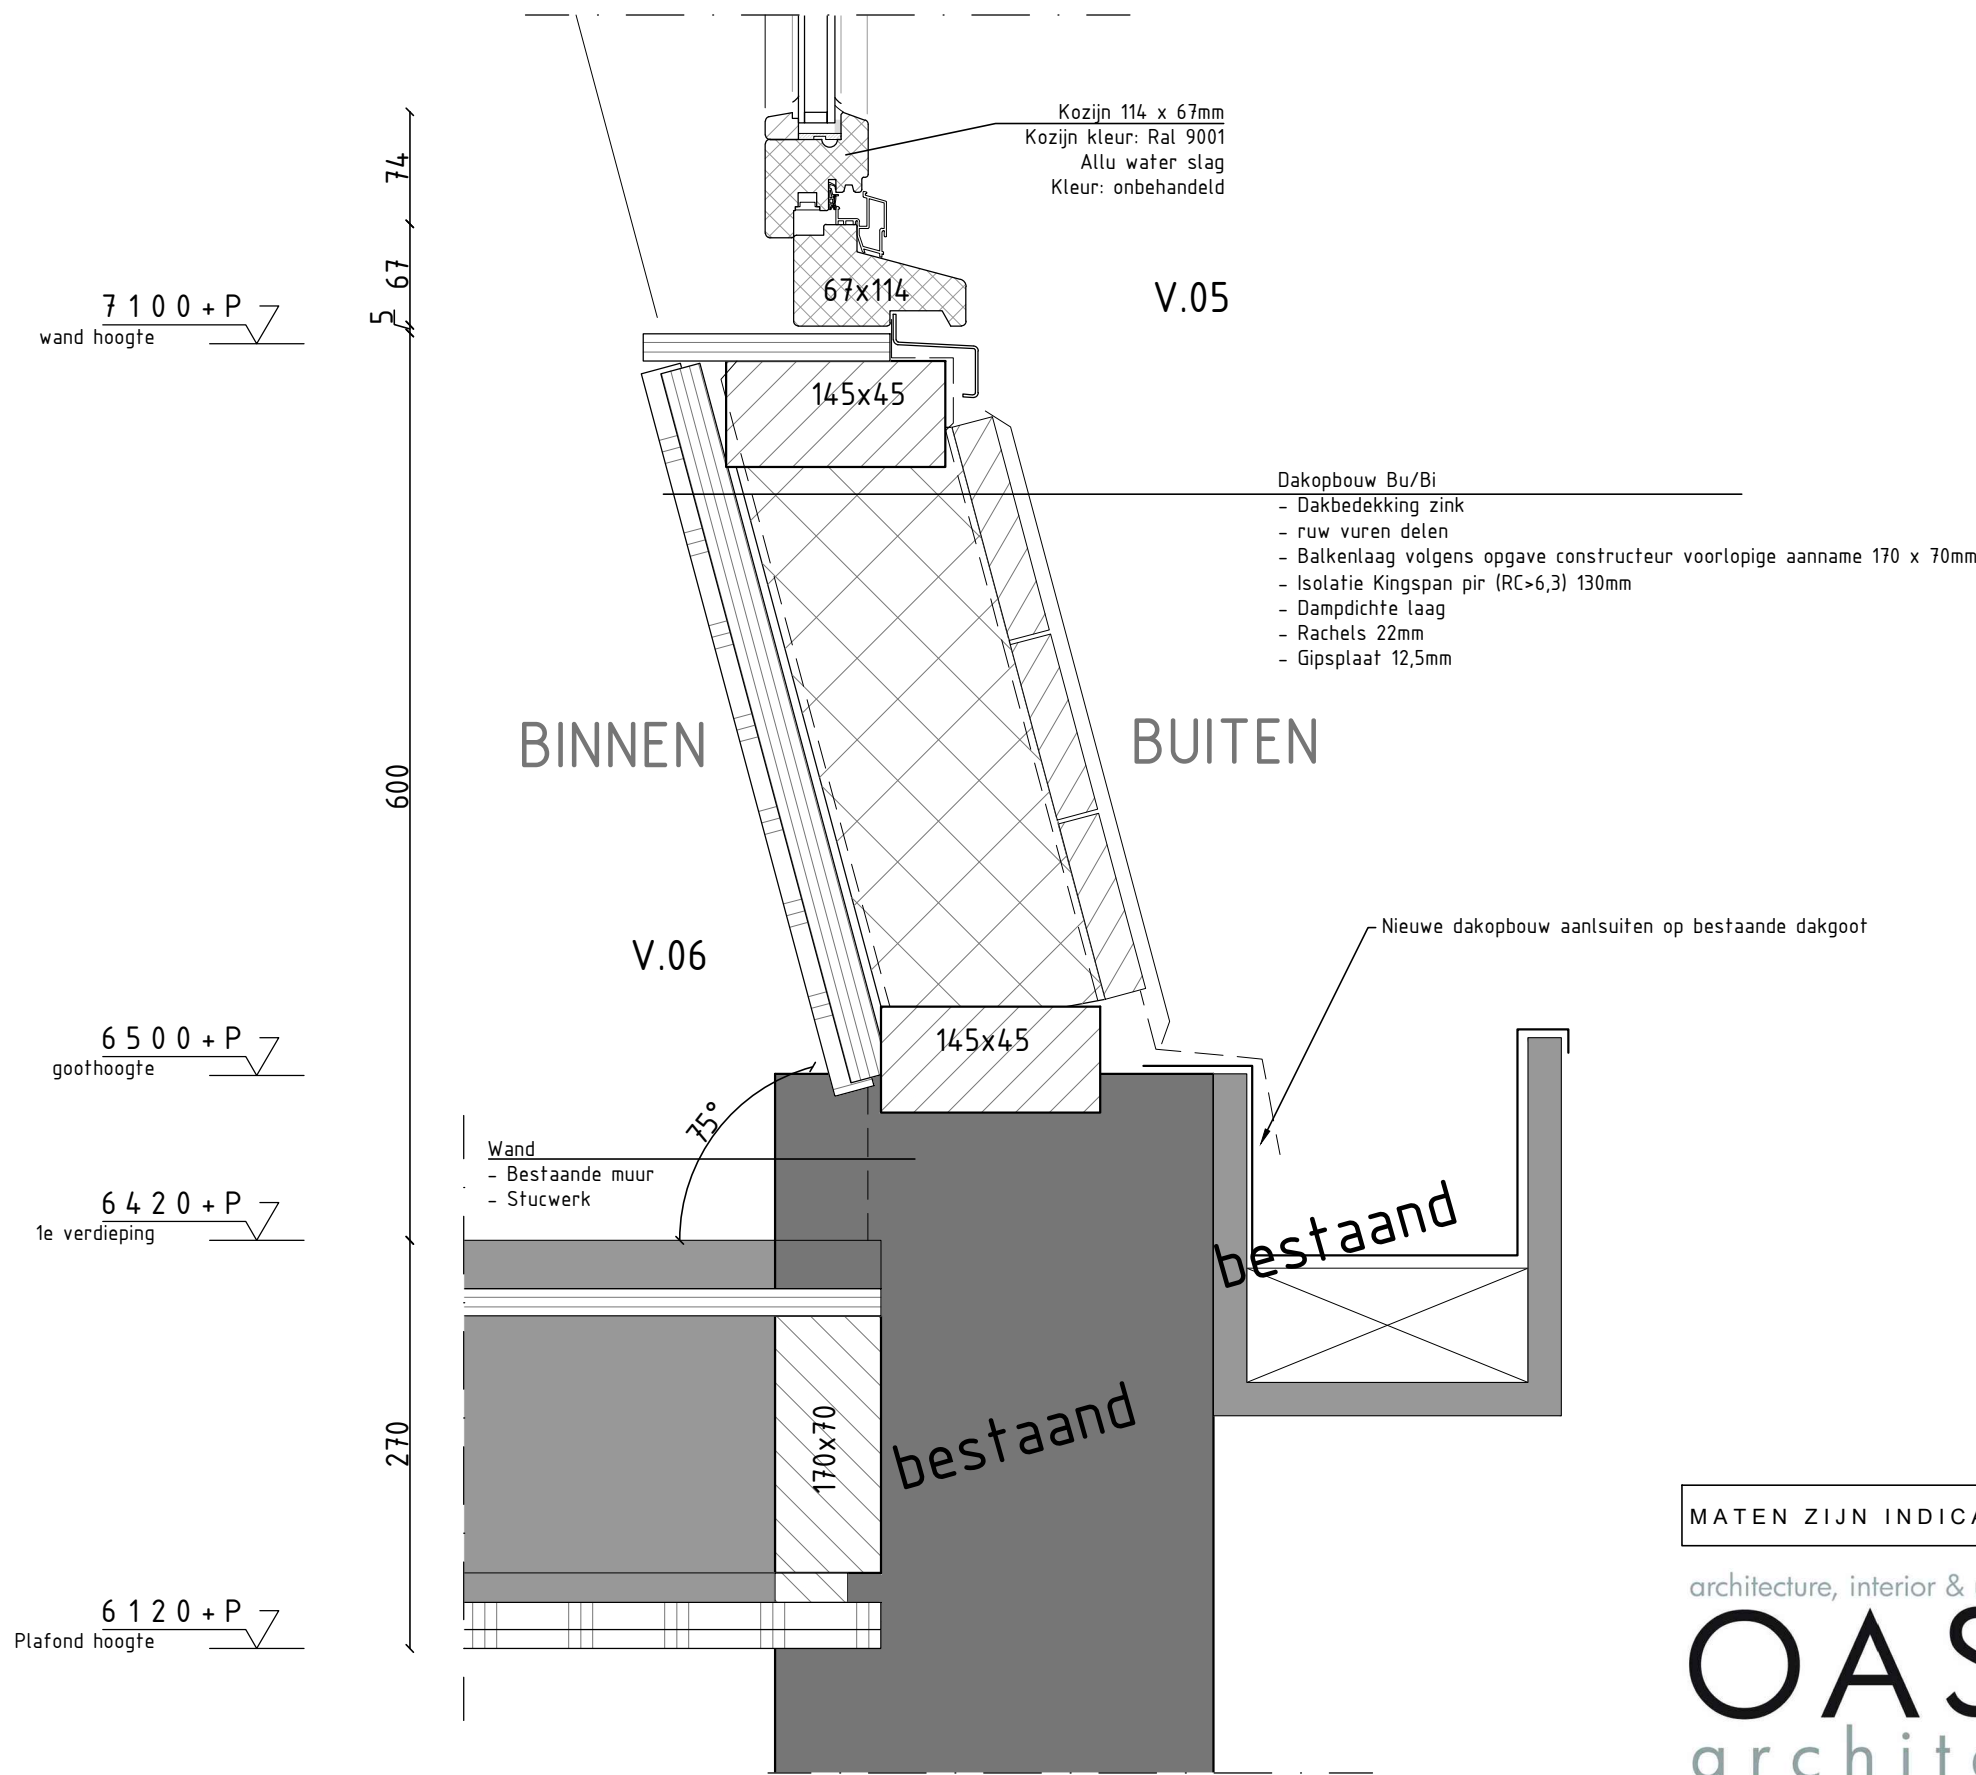 Kozijn 114 x 67mm
Kozijn kleur: Ral 9001
Allu water slag
Kleur: onbehandeld
74
67
5
67x114
V.05
7100+P
wand hoogte
145x45
Dakopbouw Bu/Bi
- Dakbedekking zink
- ruw vuren delen
- Balkenlaag volgens opgave constructeur voorlopige aanname 170 x 70mm
- Isolatie Kingspan pir (RC>6,3) 130mm
- Dampdichte laag
- Rachels 22mm
- Gipsplaat 12,5mm
BINNEN
BUITEN
600
V.06
Nieuwe dakopbouw aanlsuiten op bestaande dakgoot
6500+P
goothoogte
145x45
75°
Wand
- Bestaande muur
- Stucwerk
6420+P
1e verdieping
bestaand
bestaand
270
170x70
6120+P
Plafond hoogte
MATEN ZIJN
architecture, interior &